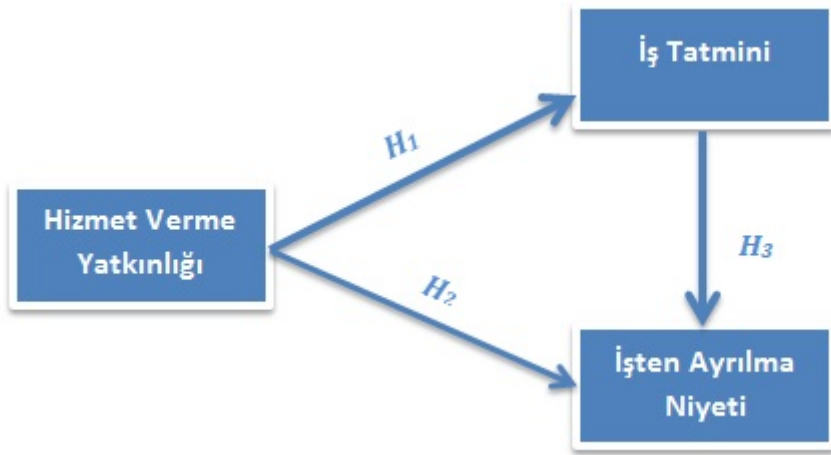 İş Tatmini
H1
Hizmet Verme
Yatkınlığı
H2
H3
İşten Ayrılma
Niyeti